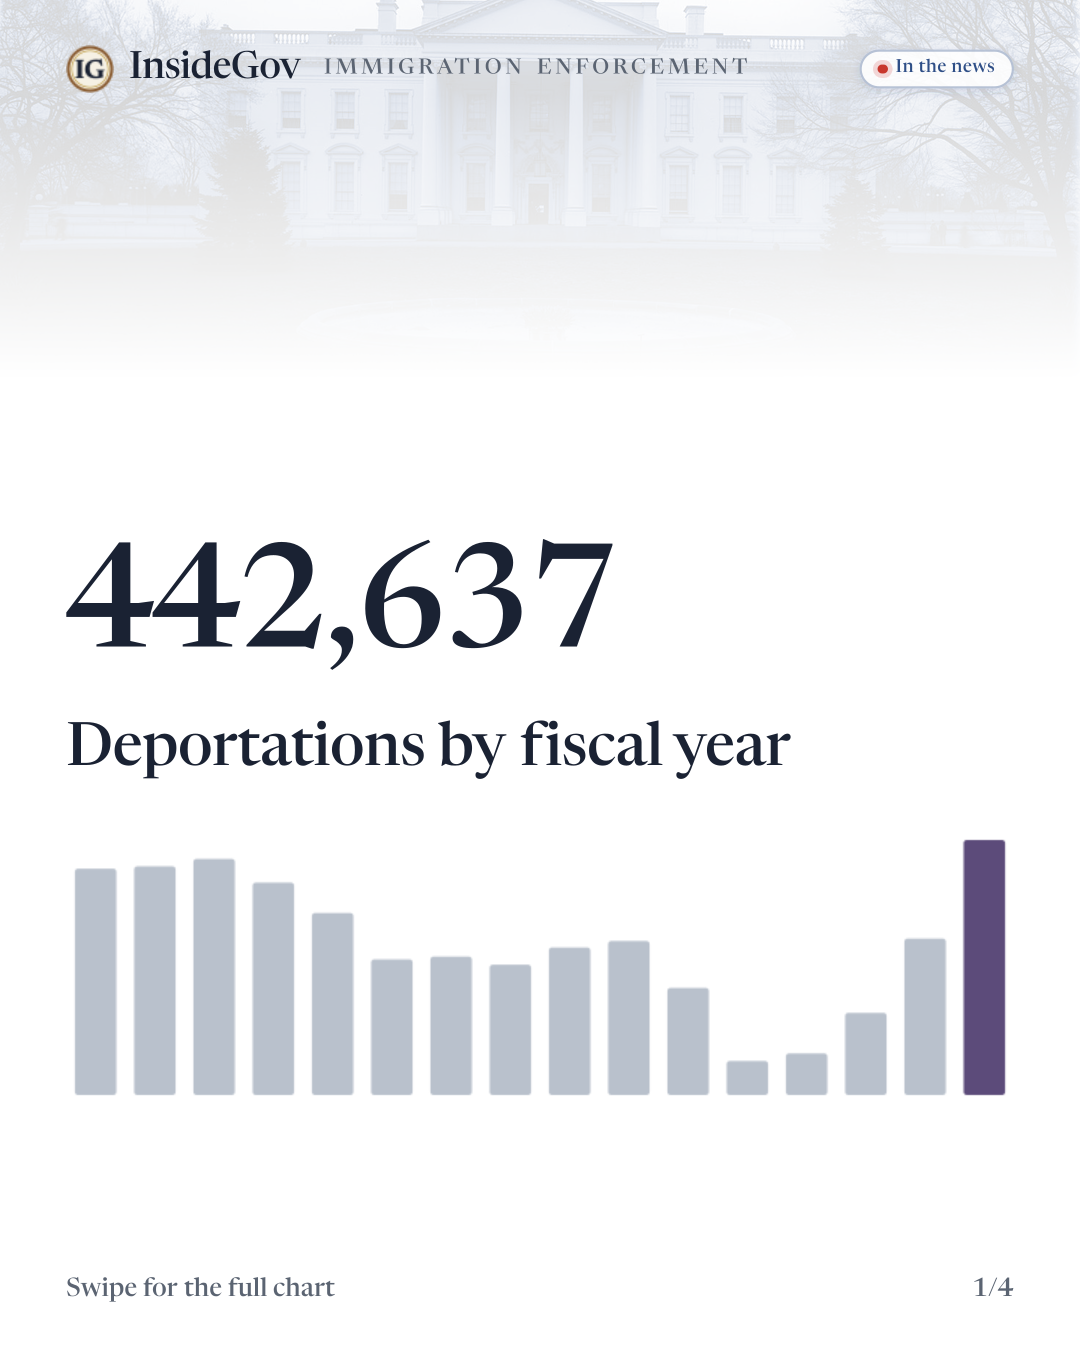 IG InsideGov IMMIGRATION ENFORCEMENT In the news
442,637
Deportations by fiscal year
Swipe for the full chart 1/4